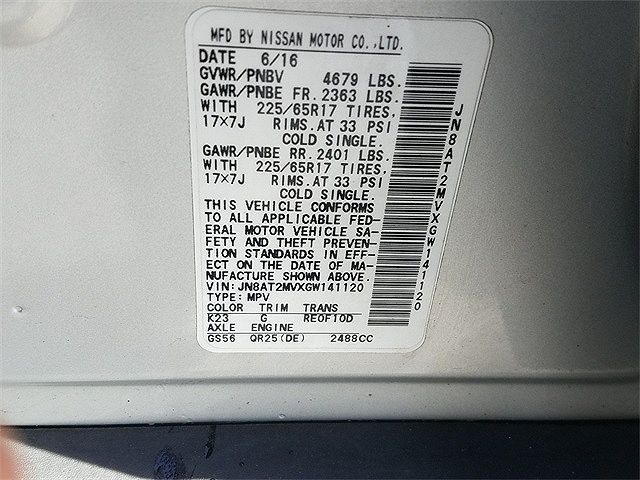 MFD BY NISSAN MOTOR CO.,LTD.
DATE 6/16
GVWR/PNBV 4679 LBS.
GAWR/PNBE FR. 2363 LBS.
WITH 225/65R17 TIRES,
17×7J RIMS.AT 33 PSI
COLD SINGLE.
GAWR/PNBE RR. 2401 LBS.
WITH 225/65R17 TIRES.
17×7J RIMS.AT 33 PSI
COLD SINGLE.
THIS VEHICLE CONFORMS
TO ALL APPLICABLE FED-
ERAL MOTOR VEHICLE SA-
FETY AND THEFT PREVEN-
TION STANDARDS IN EFF-
ECT ON THE DATE OF MA-
NUFACTURE SHOWN ABOVE.
VIN:JN8AT2MVXGW141120
TYPE:MPV
COLOR TRIM TRANS
K23 G REOF10D
AXLE ENGINE
GS56 QR25(DE) 2488CC
JN8AT2MVXGW141120